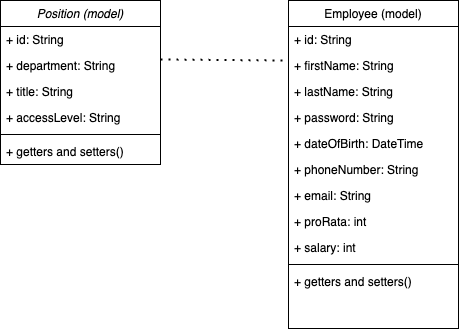 Position (model)
+ id: String
+ department: String
+ title: String
+ accessLevel: String
+ getters and setters()
Employee (model)
+ id: String
+ firstName: String
+ lastName: String
+ password: String
+ dateOfBirth: DateTime
+ phoneNumber: String
+ email: String
+ proRata: int
+ salary: int
+ getters and setters()